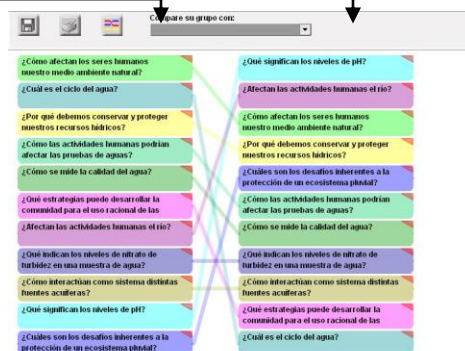 Compare su grupo con:
¿Cómo afectan los seres humanos
nuestro medio ambiente natural?
¿Cuál es el ciclo del agua?
¿Por qué debemos conservar y proteger
nuestros recursos hídricos?
¿Cómo las actividades humanas podrían
afectar las pruebas de aguas?
¿Cómo se mide la calidad del agua?
¿Qué estrategias puede desarrollar la
comunidad para el uso racional de las
¿Afectan las actividades humanas el río?
¿Qué indican los niveles de nitrato de
turbidez en una muestra de agua?
¿Cómo interactúan como sistema distintas
fuentes acuíferas?
¿Qué significan los niveles de pH?
¿Cuáles son los desafíos inherentes a la
protección de un ecosistema pluvial?
¿Qué significan los niveles de pH?
¿Afectan las actividades humanas el río?
¿Cómo afectan los seres humanos
nuestro medio ambiente natural?
¿Por qué debemos conservar y proteger
nuestros recursos hídricos?
¿Cuáles son los desafíos inherentes a la
protección de un ecosistema pluvial?
¿Cómo las actividades humanas podrían
afectar las pruebas de aguas?
¿Cómo se mide la calidad del agua?
¿Qué indican los niveles de nitrato de
turbidez en una muestra de agua?
¿Cómo interactúan como sistema distintas
fuentes acuíferas?
¿Qué estrategias puede desarrollar la
comunidad para el uso racional de las
¿Cuál es el ciclo del agua?